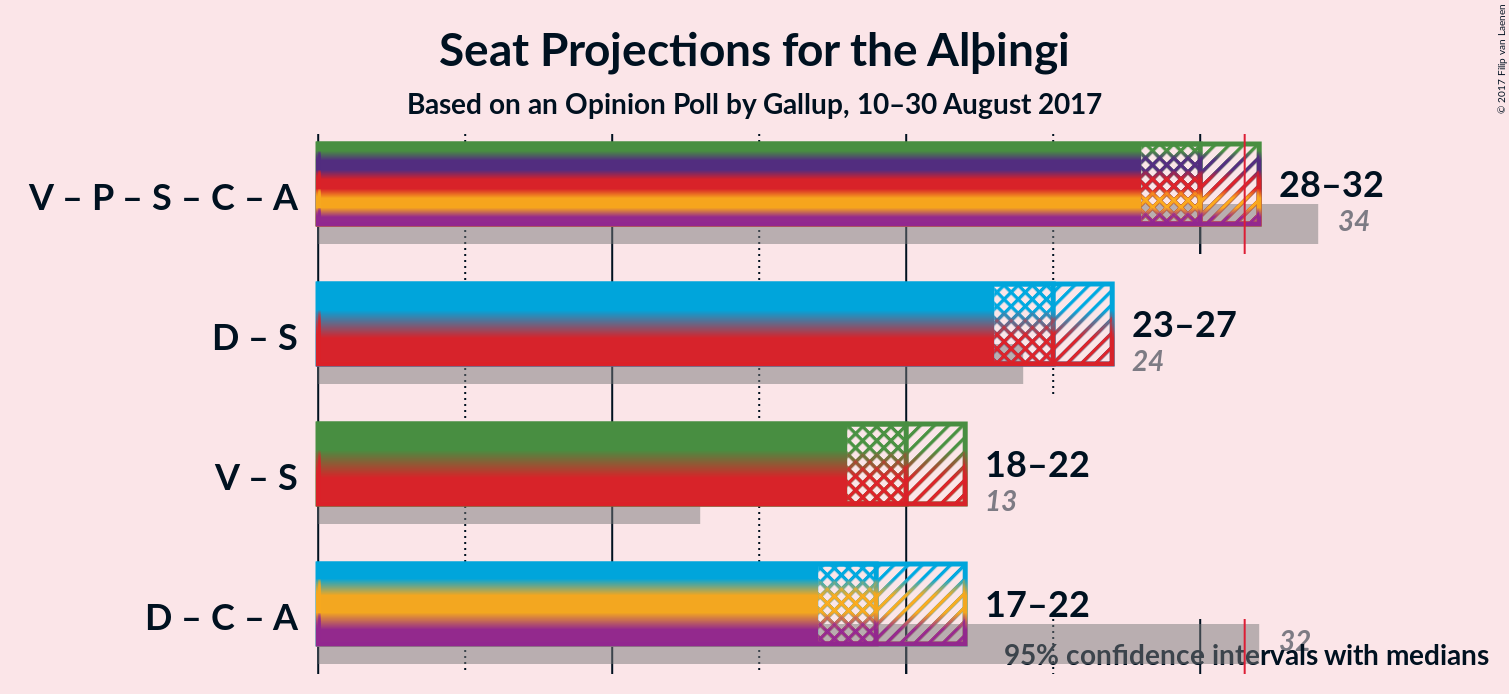 Seat Projections for the Alþingi
Based on an Opinion Poll by Gallup, 10–30 August 2017
© 2017 Filip van Laenen
V – P – S – C – A
28–32
34
D – S
23–27
24
V – S
18–22
13
D – C – A
17–22
32
95% confidence intervals with medians